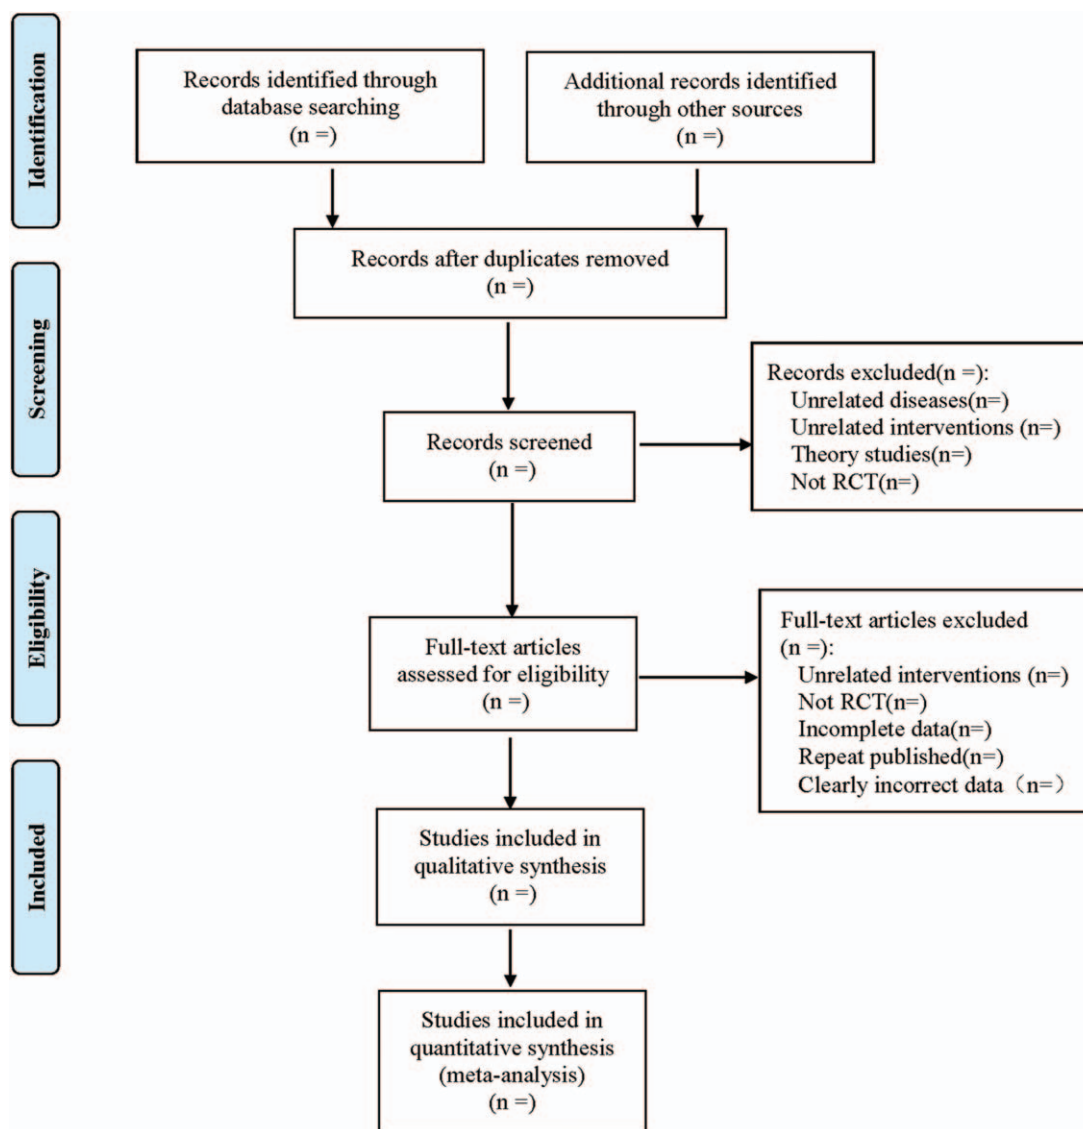 Identification
Records identified through
database searching
(n =)
Additional records identified
through other sources
(n =)
Records after duplicates removed
(n =)
Screening
Records screened
(n =)
Records excluded(n =):
Unrelated diseases(n=)
Unrelated interventions (n=)
Theory studies(n=)
Not RCT(n=)
Eligibility
Full-text articles
assessed for eligibility
(n =)
Full-text articles excluded
(n =):
Unrelated interventions (n=)
Not RCT(n=)
Incomplete data(n=)
Repeat published(n=)
Clearly incorrect data（n=）
Included
Studies included in
qualitative synthesis
(n =)
Studies included in
quantitative synthesis
(meta-analysis)
(n =)